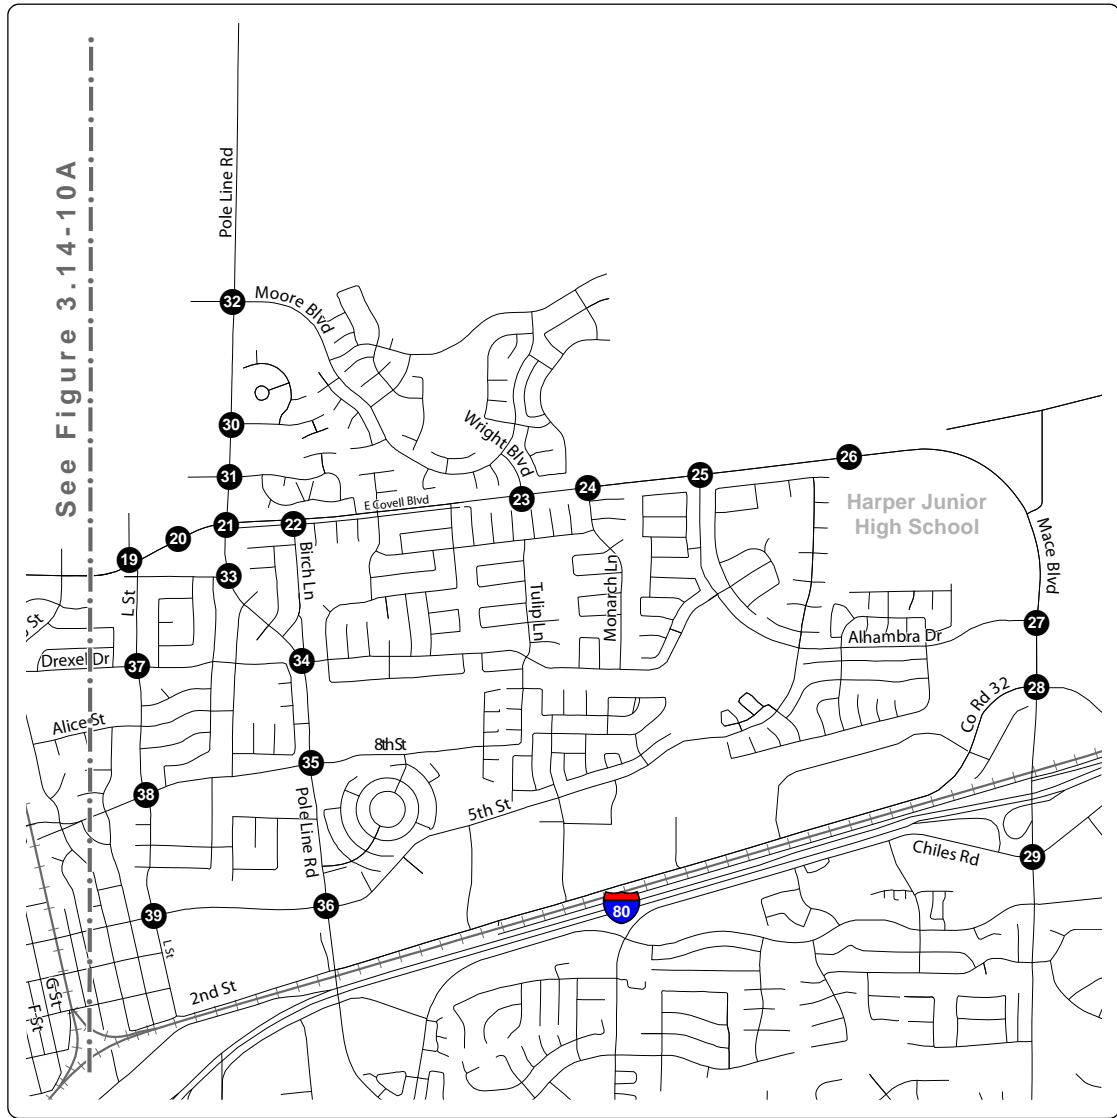 See Figure 3.14-10A
Pole Line Rd
32
Moore Blvd
30
Wright Blvd
31
26
25
24
23
E Covell Blvd
Harper Junior
High School
21
22
20
19
Birch Ln
33
L St
Tulip Ln
Monarch Ln
Mace Blvd
St
27
Alhambra Dr
Drexel Dr
37
34
28
Co Rd 32
Alice St
8th St
35
38
Pole Line Rd
5th St
Chiles Rd
29
36
80
39
L St
2nd St
G St
F St